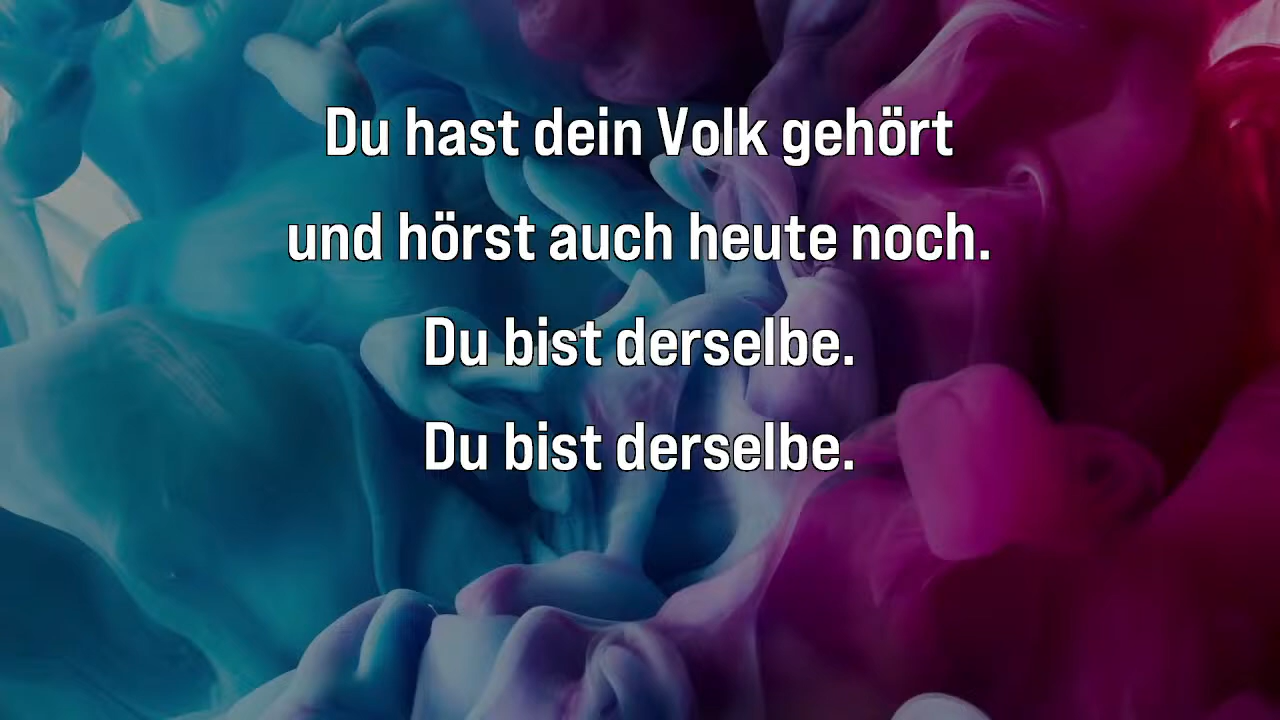 Du hast dein Volk gehört
und hörst auch heute noch.
Du bist derselbe.
Du bist derselbe.